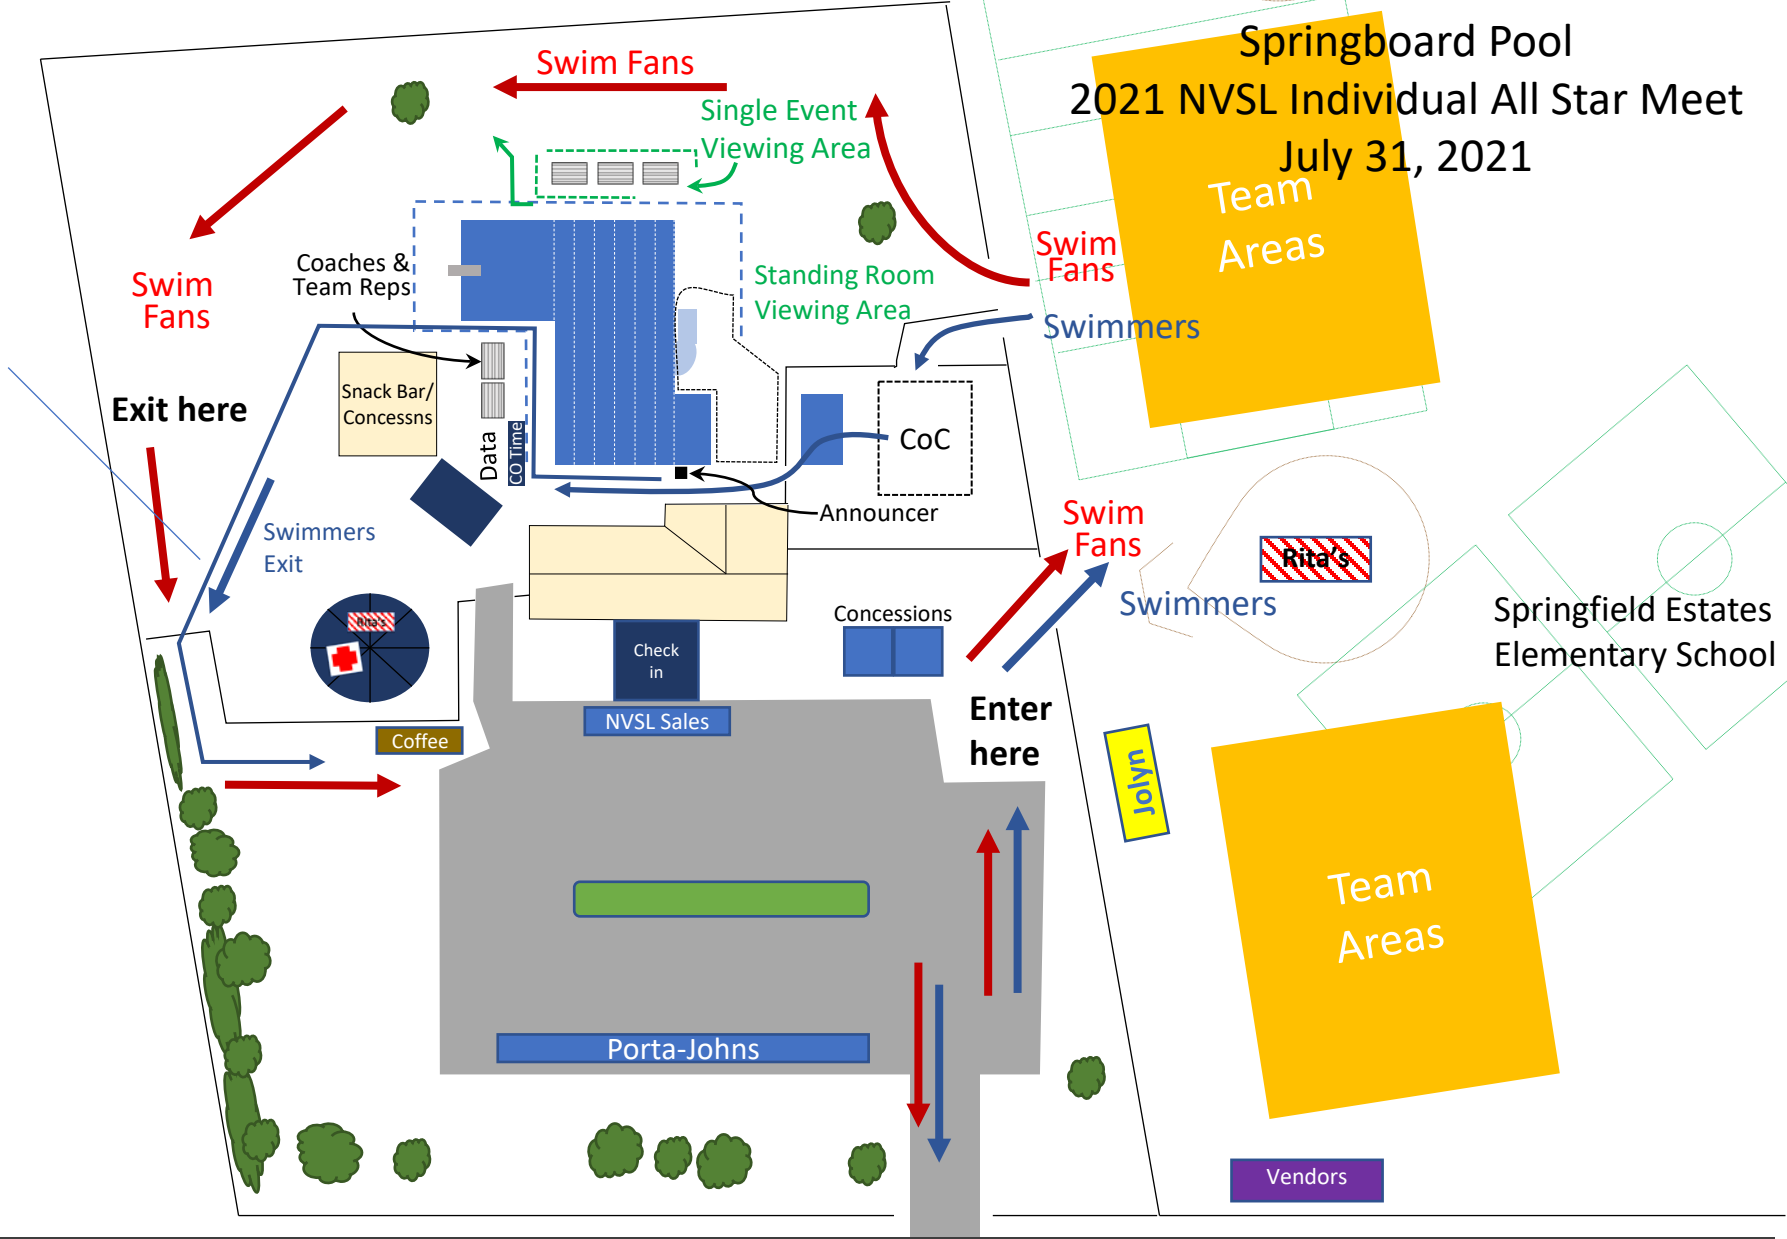 Springboard Pool
2021 NVSL Individual All Star Meet
July 31, 2021
Swim Fans
Single Event
Viewing Area
Team
Areas
Swim
Fans
Coaches &
Team Reps
Standing Room
Viewing Area
Swim
Fans
Swimmers
Snack Bar/
Concessns
Exit here
Data
CO Time
CoC
Announcer
Swim
Fans
Swimmers
Exit
Rita's
Swimmers
Springfield Estates
Elementary School
Rita's
Concessions
Check
in
NVSL Sales
Coffee
Enter
here
Jolyn
Team
Areas
Porta-Johns
Vendors